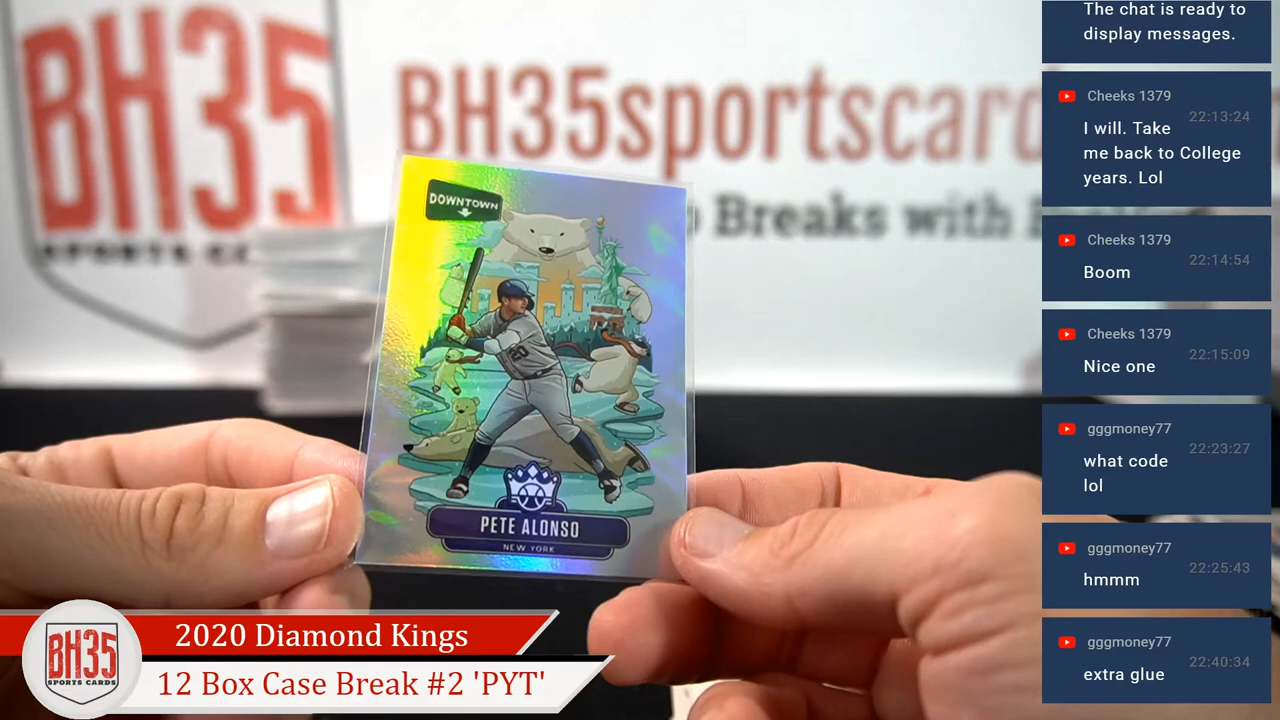 BH35
SPORTS CA
BH35sportscard
Breaks with
DOWNTOWN
20
PETE ALONSO
NEW YORK
2020 Diamond Kings
12 Box Case Break #2 'PYT'
BH35
SPORTS CARDS
The chat is ready to
display messages.
Cheeks 1379
22:13:24
I will. Take
me back to College
years. Lol
Cheeks 1379
22:14:54
Boom
Cheeks 1379
22:15:09
Nice one
gggmoney77
22:23:27
what code
lol
gggmoney77
22:25:43
hmmm
gggmoney77
22:40:34
extra glue